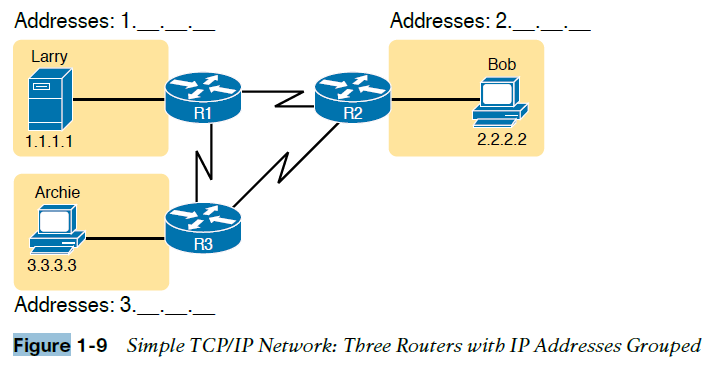 Addresses: 1.__.__.__
Addresses: 2.__.__.__
Larry
Bob
R1
R2
1.1.1.1
2.2.2.2
Archie
R3
3.3.3.3
Addresses: 3.__.__.__
Figure 1-9 Simple TCP/IP Network: Three Routers with IP Addresses Grouped